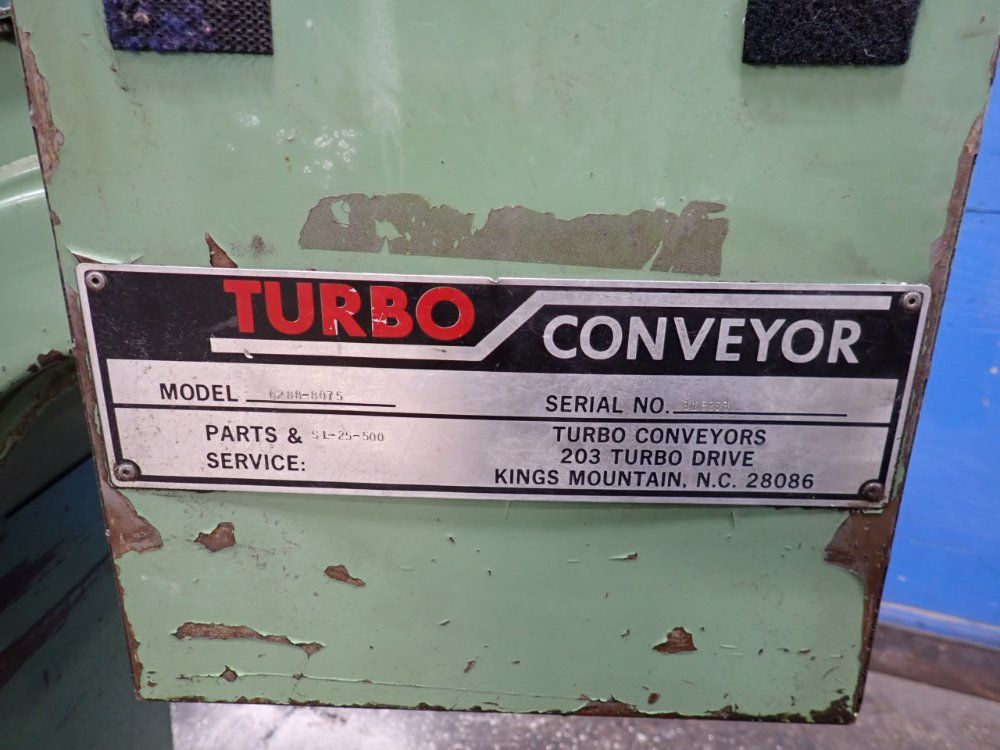 TURBO CONVEYOR
MODEL 6288-8075
SERIAL NO.
PARTS & SL-25-500
SERVICE:
TURBO CONVEYORS
203 TURBO DRIVE
KINGS MOUNTAIN, N.C. 28086